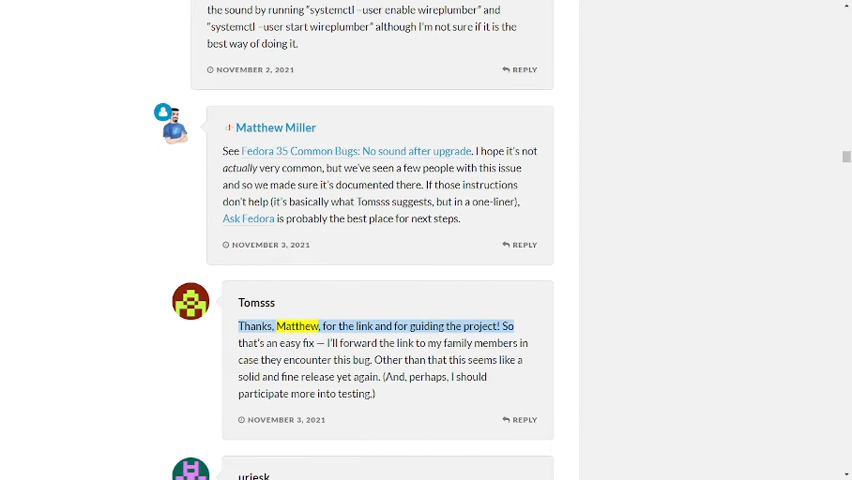 the sound by running “systemctl –user enable wireplumber” and
“systemctl –user start wireplumber” although I’m not sure if it is the
best way of doing it.
NOVEMBER 2, 2021 REPLY
Matthew Miller
See Fedora 35 Common Bugs: No sound after upgrade. I hope it’s not
actually very common, but we’ve seen a few people with this issue
and so we made sure it’s documented there. If those instructions
don’t help (it’s basically what Tomsss suggests, but in a one-liner),
Ask Fedora is probably the best place for next steps.
NOVEMBER 3, 2021 REPLY
Tomsss
Thanks, Matthew, for the link and for guiding the project! So
that’s an easy fix — I’ll forward the link to my family members in
case they encounter this bug. Other than that this seems like a
solid and fine release yet again. (And, perhaps, I should
participate more into testing.)
NOVEMBER 3, 2021 REPLY
uriesk